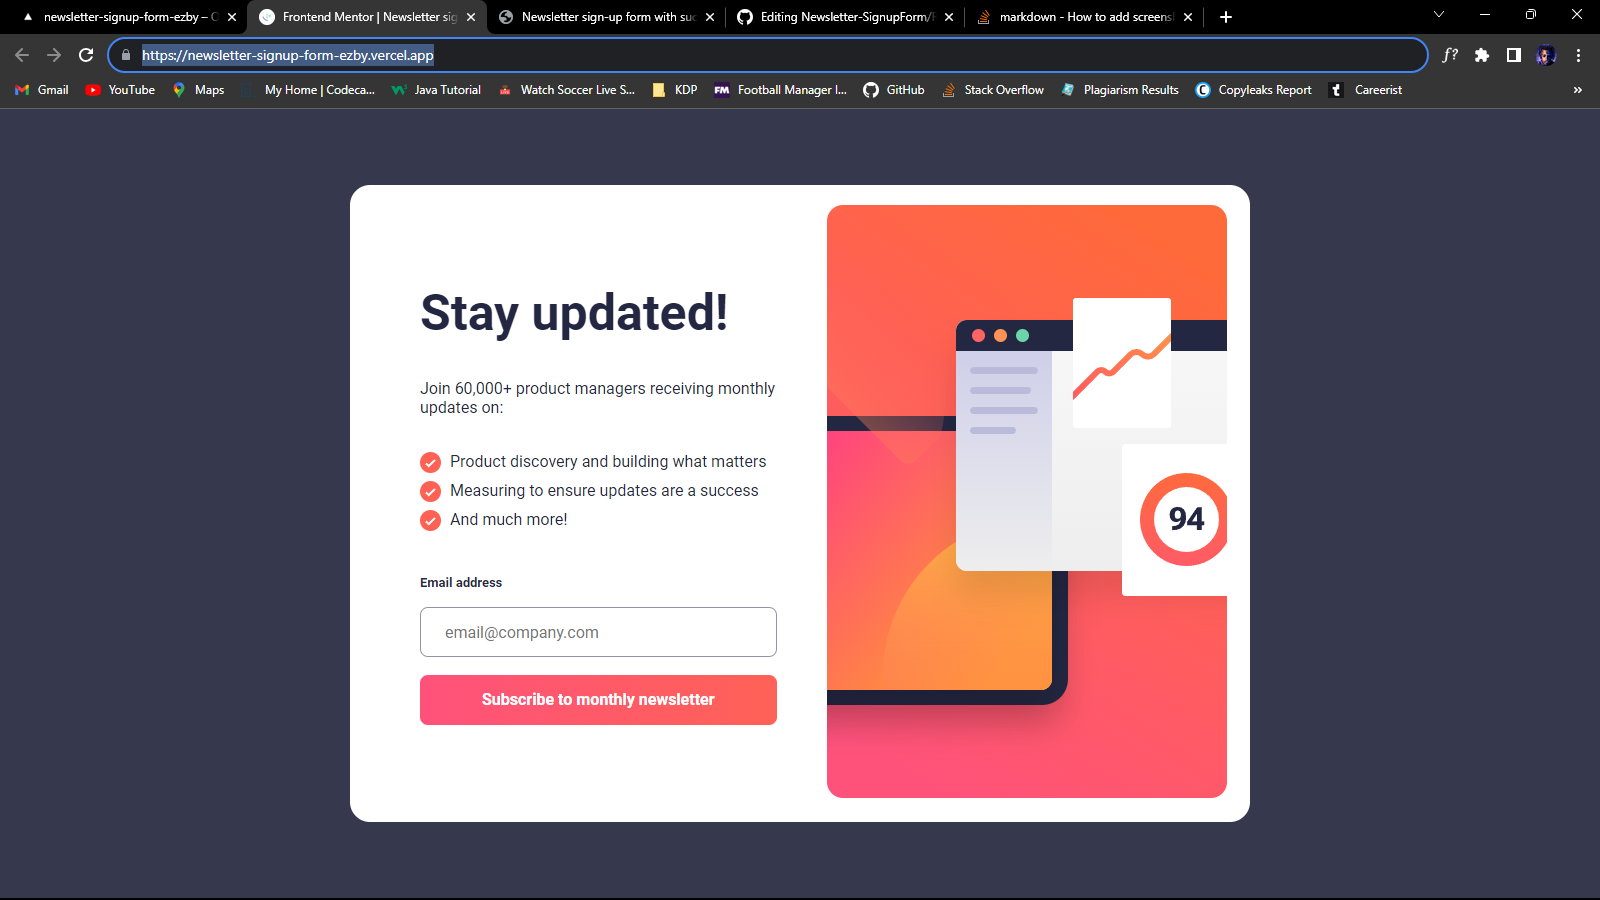 newsletter-signup-form-ezby – O
Frontend Mentor | Newsletter sig
Newsletter sign-up form with suc
Editing Newsletter-SignupForm/
markdown - How to add screensh
https://newsletter-signup-form-ezby.vercel.app
f?
Gmail
YouTube
Maps
My Home | Codeca...
Java Tutorial
Watch Soccer Live S...
KDP
FM
Football Manager I...
GitHub
Stack Overflow
Plagiarism Results
C
Copyleaks Report
t
Careerist
»
Stay updated!
Join 60,000+ product managers receiving monthly
updates on:
Product discovery and building what matters
Measuring to ensure updates are a success
And much more!
Email address
email@company.com
Subscribe to monthly newsletter
94